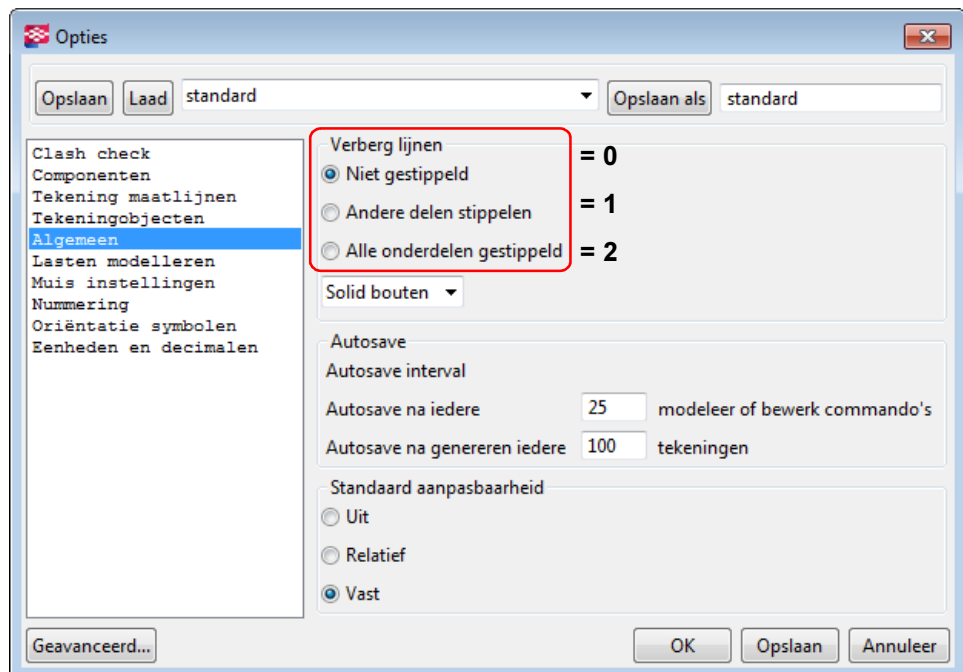 Opties
Opslaan Laad standard Opslaan als standard
Clash check
Componenten
Tekening maatlijnen
Tekeningobjecten
Algemeen
Lasten modelleren
Muis instellingen
Nummering
Oriëntatie symbolen
Eenheden en decimalen
Verberg lijnen
Niet gestippeld = 0
Andere delen stippelen = 1
Alle onderdelen gestippeld = 2
Solid bouten
Autosave
Autosave interval
Autosave na iedere 25 modeleer of bewerk commando's
Autosave na genereren iedere 100 tekeningen
Standaard aanpasbaarheid
Uit
Relatief
Vast
Geavanceerd... OK Opslaan Annuleer